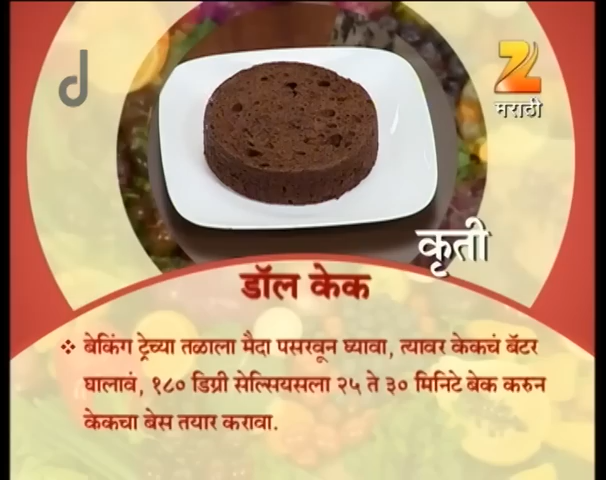 मराठी
कृती
डॉल केक
❖ बेकिंग ट्रेच्या तळाला मैदा पसरवून घ्यावा, त्यावर केकचं बॅटर
घालावं, १८० डिग्री सेल्सियसला २५ ते ३० मिनिटे बेक करुन
केकचा बेस तयार करावा.